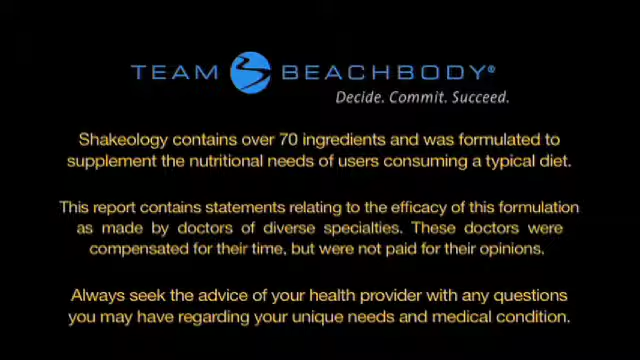 TEAM BEACHBODY®
Decide. Commit. Succeed.
Shakeology contains over 70 ingredients and was formulated to
supplement the nutritional needs of users consuming a typical diet.
This report contains statements relating to the efficacy of this formulation
as made by doctors of diverse specialties. These doctors were
compensated for their time, but were not paid for their opinions.
Always seek the advice of your health provider with any questions
you may have regarding your unique needs and medical condition.